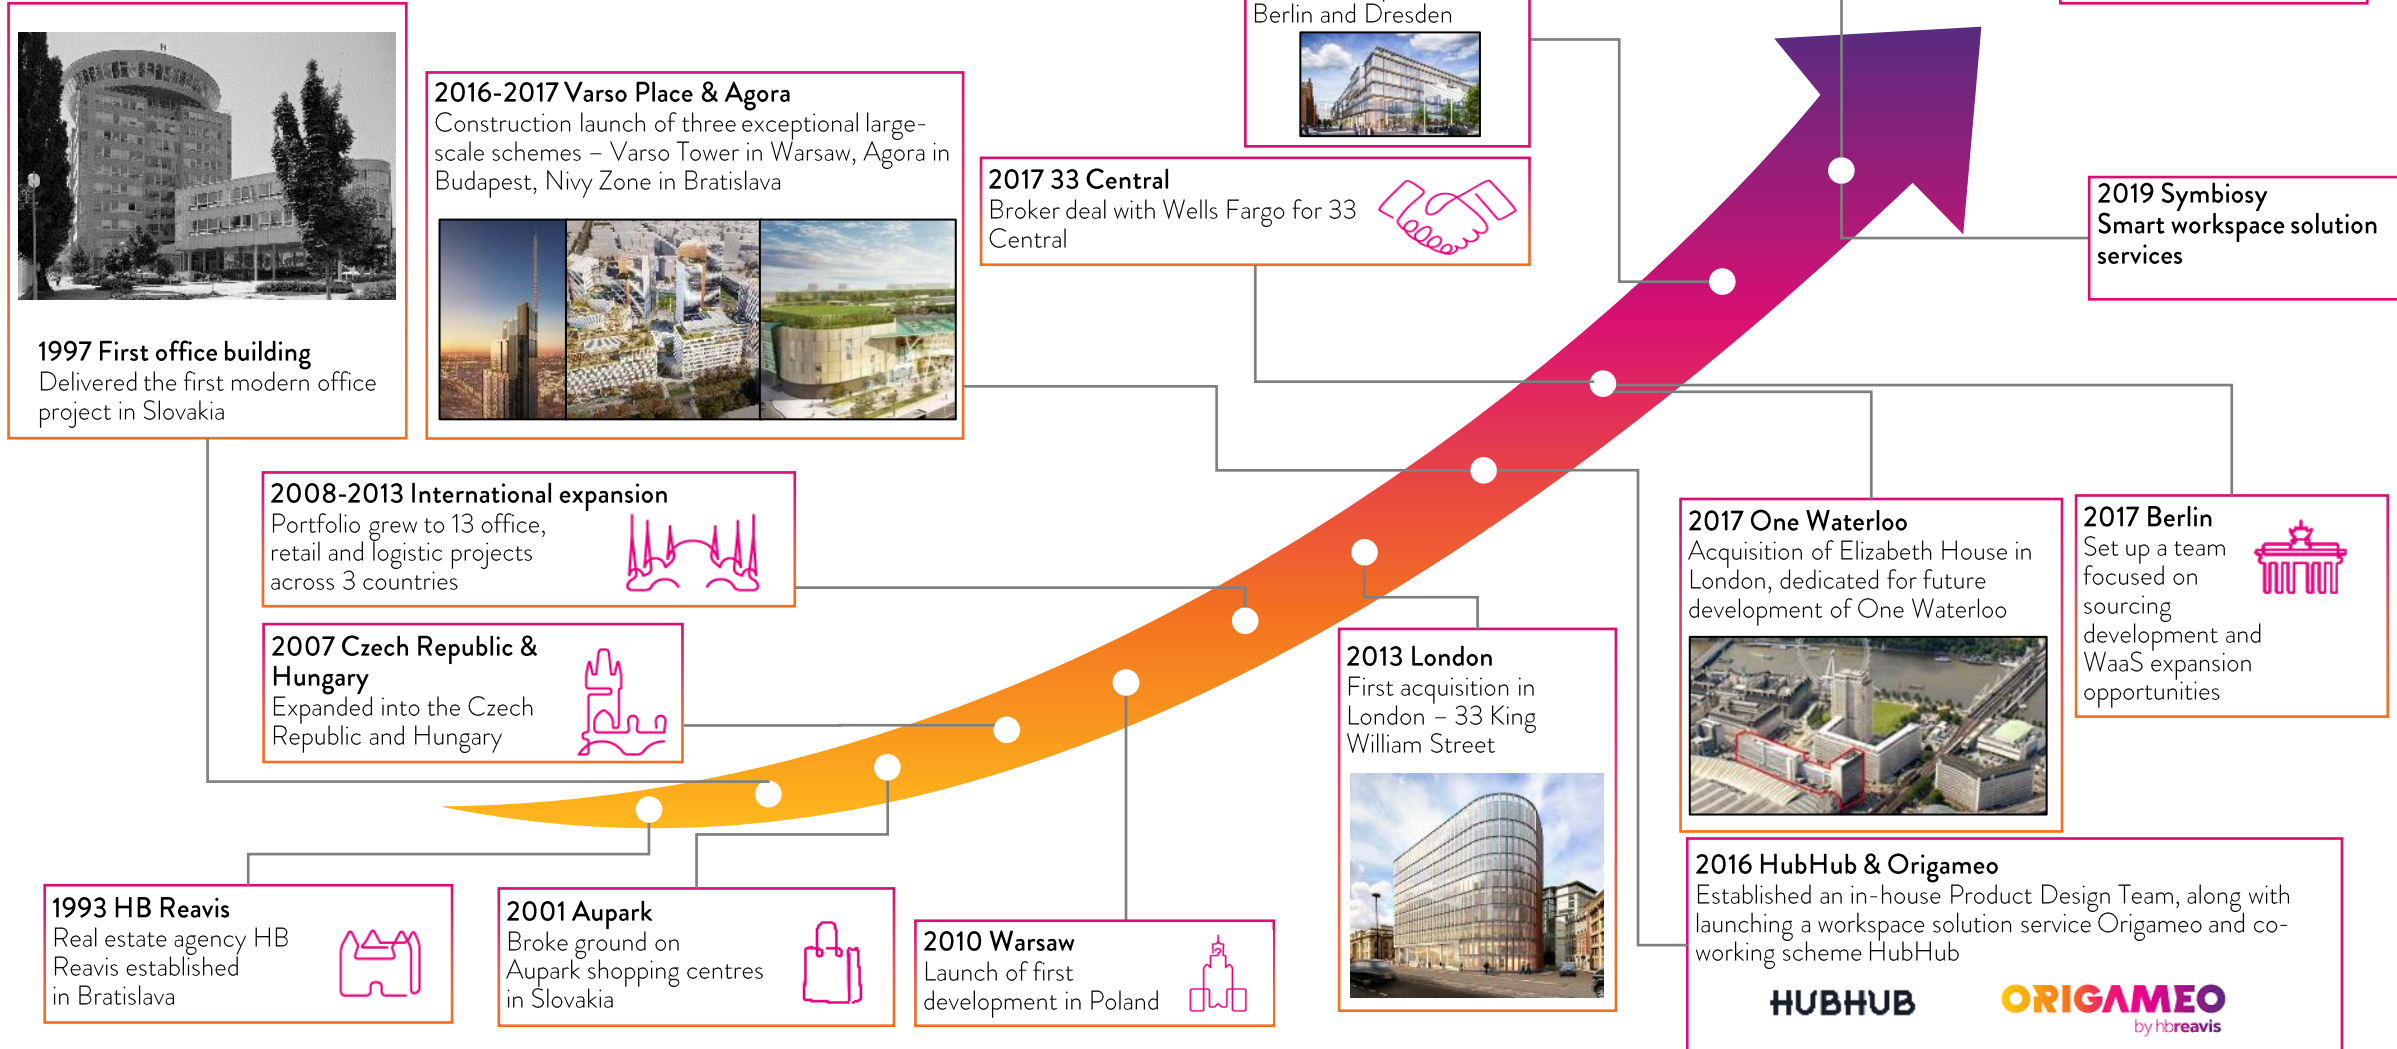 Berlin and Dresden
2016-2017 Varso Place & Agora
Construction launch of three exceptional large-
scale schemes – Varso Tower in Warsaw, Agora in
Budapest, Nivy Zone in Bratislava
2017 33 Central
Broker deal with Wells Fargo for 33
Central
2019 Symbiosy
Smart workspace solution
services
1997 First office building
Delivered the first modern office
project in Slovakia
2008-2013 International expansion
Portfolio grew to 13 office,
retail and logistic projects
across 3 countries
2017 One Waterloo
Acquisition of Elizabeth House in
London, dedicated for future
development of One Waterloo
2017 Berlin
Set up a team
focused on
sourcing
development and
WaaS expansion
opportunities
2007 Czech Republic &
Hungary
Expanded into the Czech
Republic and Hungary
2013 London
First acquisition in
London – 33 King
William Street
1993 HB Reavis
Real estate agency HB
Reavis established
in Bratislava
2001 Aupark
Broke ground on
Aupark shopping centres
in Slovakia
2010 Warsaw
Launch of first
development in Poland
2016 HubHub & Origameo
Established an in-house Product Design Team, along with
launching a workspace solution service Origameo and co-
working scheme HubHub
HUBHUB
ORIGAMEO
by hbreavis